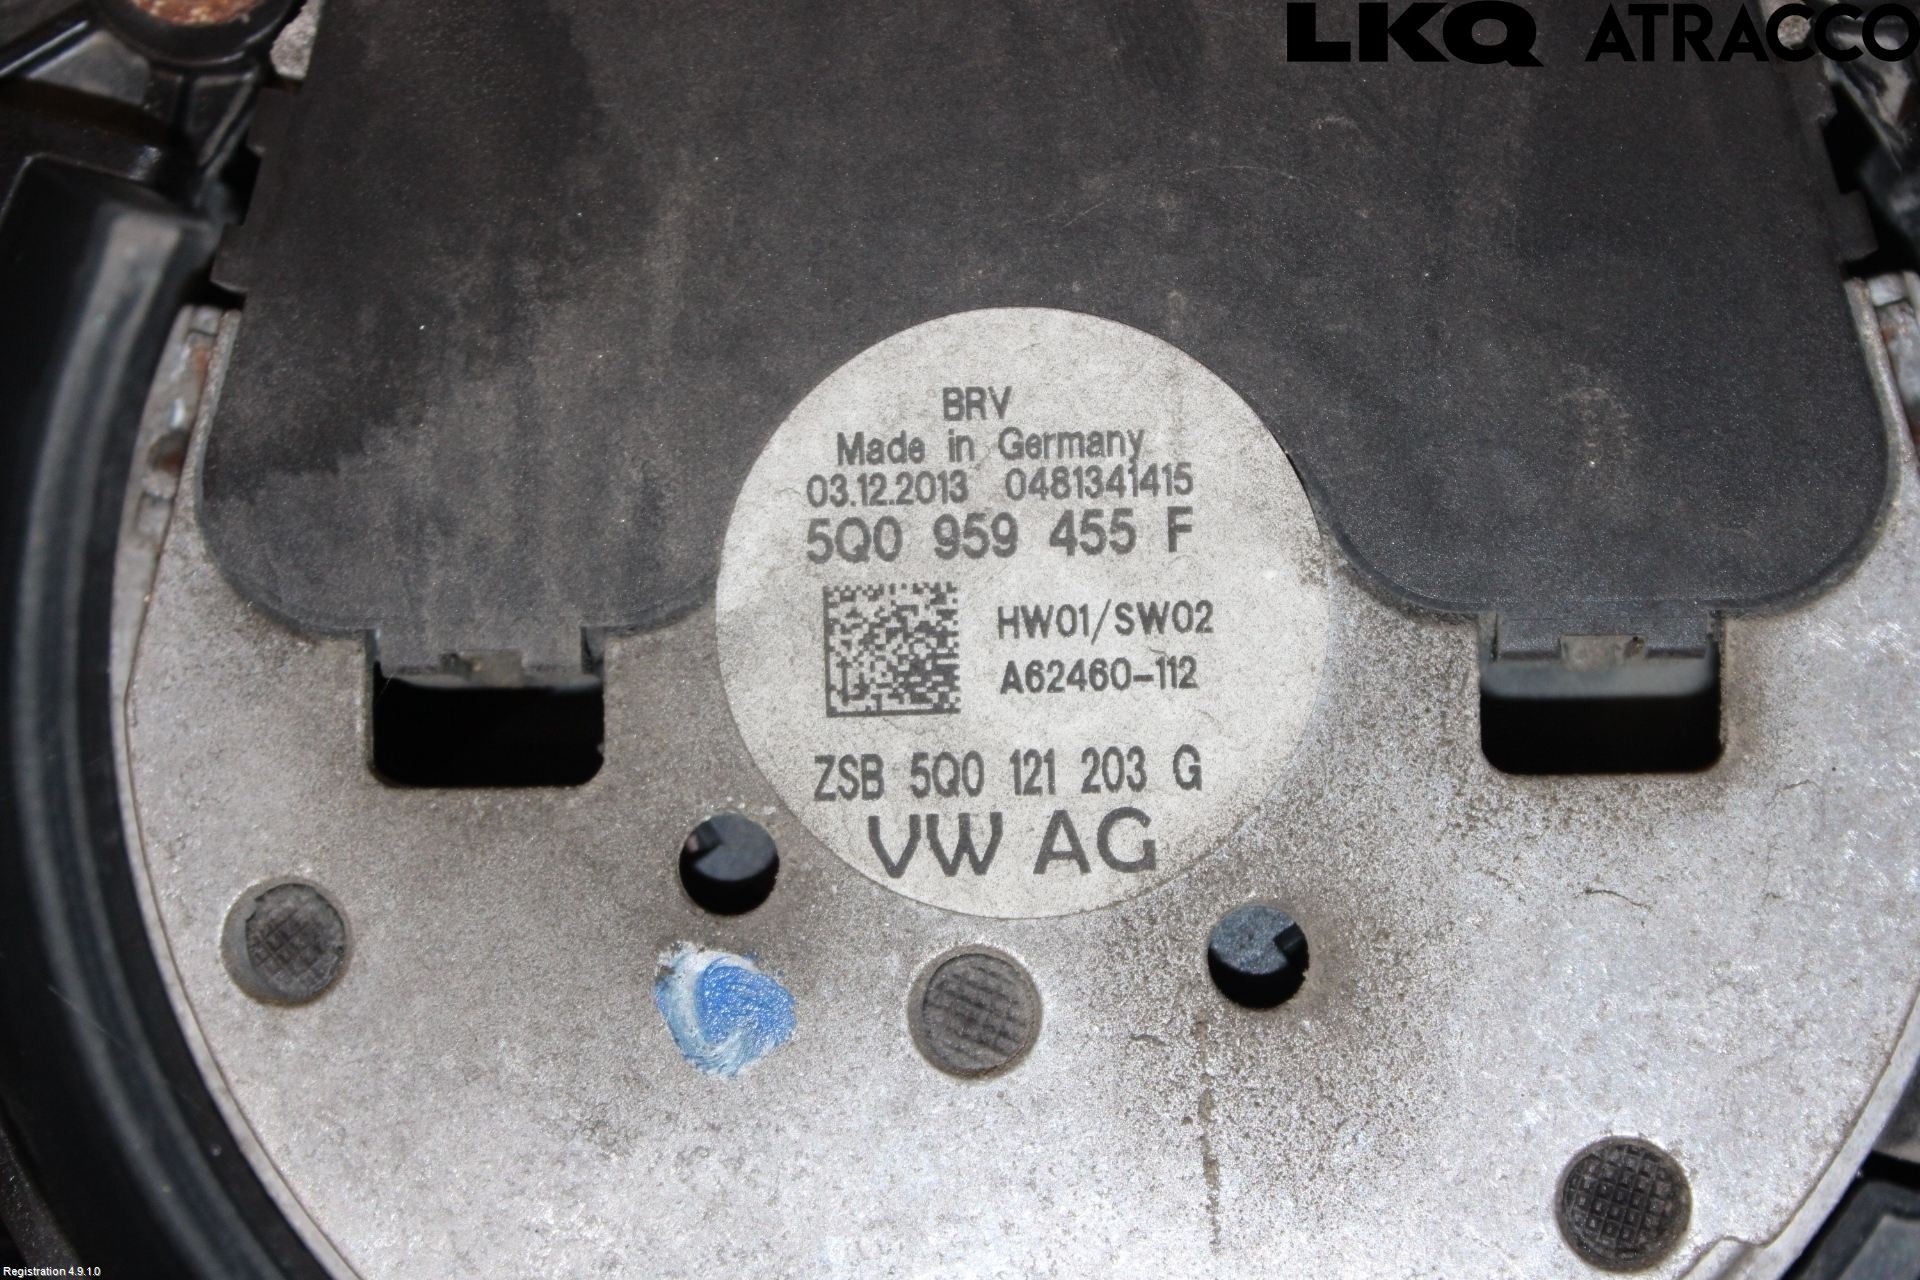 LKQ ATRACCO
BRV
Made in Germany
03.12.2013 0481341415
5Q0 959 455 F
HW01/SW02
A62460-112
ZSB 5Q0 121 203 G
VW AG
Registration 4.9.1.0